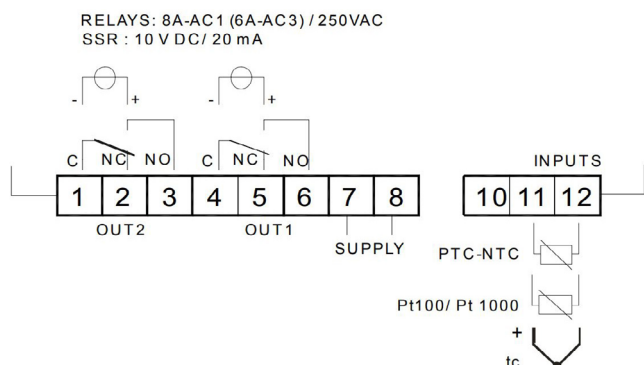 RELAYS: 8A-AC1 (6A-AC3) / 250VAC
SSR : 10 V DC/ 20 mA
- + - +
C NC NO C NC NO INPUTS
1 2 3 4 5 6 7 8 10 11 12
OUT2 OUT1
SUPPLY PTC-NTC
Pt100/ Pt 1000
+
tc